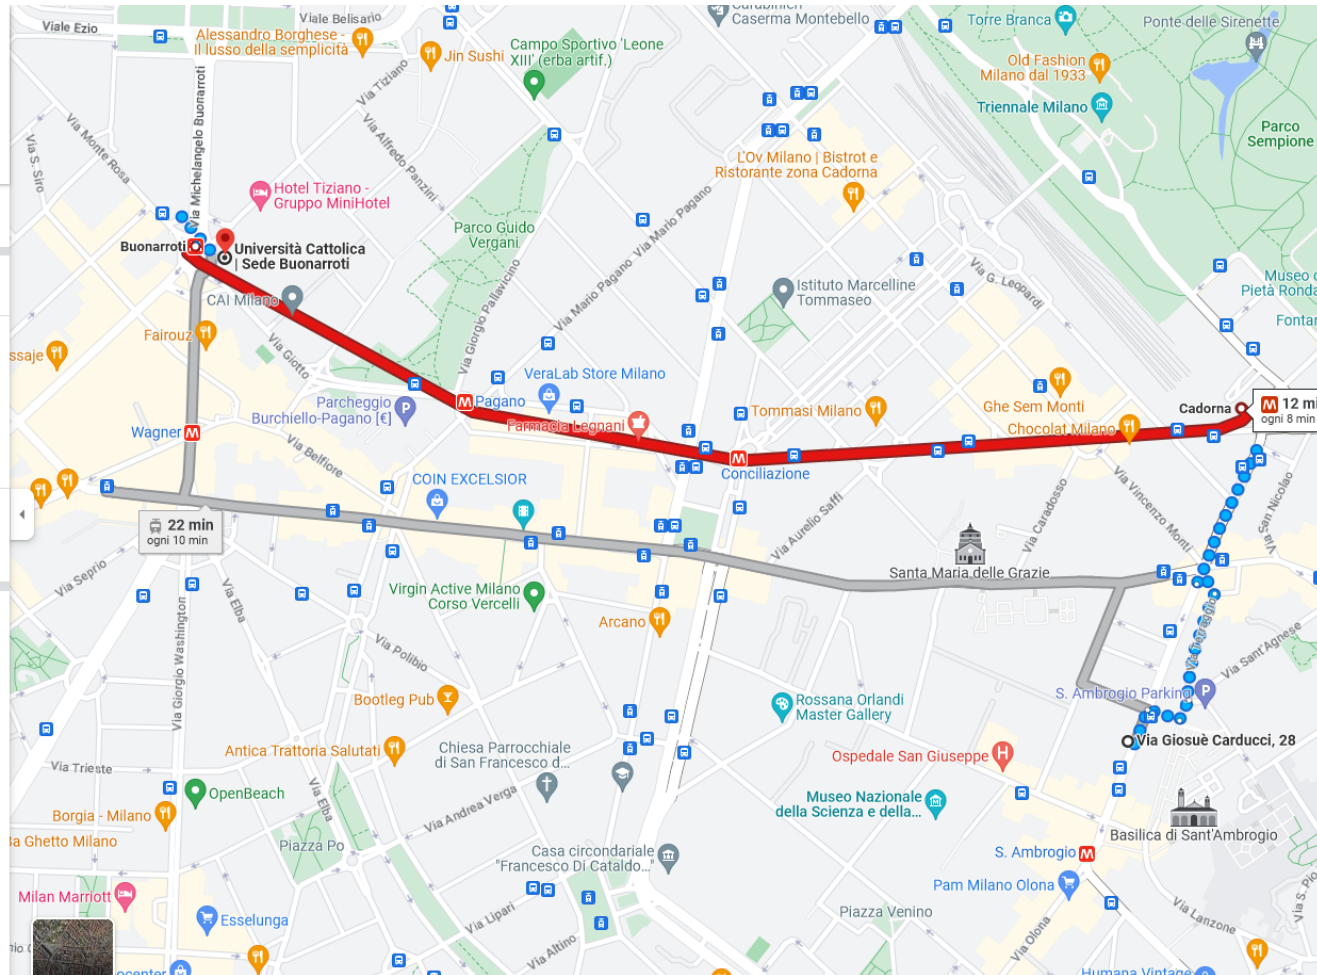 Viale Ezio
Viale Belisario
Alessandro Borghese -
Il lusso della semplicità
Jin Sushi
Campo Sportivo 'Leone
XIII' (erba artif.)
Caserma Montebello
Torre Branca
Ponte delle Sirenette
Old Fashion
Milano dal 1933
Triennale Milano
Parco
Sempione
Via Tiziano
Via Monte Rosa
Via S. Siro
Via Michelangelo Buonarroti
Via Alfredo Panzini
L'Ov Milano | Bistrot e
Ristorante zona Cadorna
Hotel Tiziano -
Gruppo MiniHotel
Parco Guido
Vergani
Via Mario Pagano
Via Mario Pagano
Buonarroti
Università Cattolica
| Sede Buonarroti
Via G. Leopardi
Museo d
Pietà Ronda
Fontar
CAI Milano
Via Giorgio Pallavicino
Istituto Marcelline
Tommaseo
Fairouz
ssaje
Via Giotto
VeraLab Store Milano
Parcheggio
Burchiello-Pagano [€]
Pagano
Farmacia Legnani
Tommasi Milano
Ghe Sem Monti
Chocolat Milano
Cadorna
12 mi
ogni 8 min
Wagner
Via Belfiore
Conciliazione
COIN EXCELSIOR
Via Aurelio Saffi
Via Caradosso
Via Vincenzo Monti
San Nicolao
Via
22 min
ogni 10 min
Santa Maria delle Grazie
Via Seprio
Via Elba
Virgin Active Milano
Corso Vercelli
Arcano
Via Giorgio Washington
Via Polibio
Via Terraggio
Via Sant'Agnese
Bootleg Pub
Rossana Orlandi
Master Gallery
S. Ambrogio Parking
Via Giosuè Carducci, 28
Antica Trattoria Salutati
Chiesa Parrocchiale
di San Francesco d...
Ospedale San Giuseppe
Via Trieste
OpenBeach
Via Elba
Via Andrea Verga
Museo Nazionale
della Scienza e della...
Borgia - Milano
Ba Ghetto Milano
Piazza Po
Basilica di Sant'Ambrogio
Casa circondariale
"Francesco Di Cataldo..."
S. Ambrogio
Milan Marriott
Pam Milano Olona
Esselunga
Via Lipari
Piazza Venino
Via Lanzone
Via S. Pio
Via Olona
Via Altino
ocenter
Humana Vintage